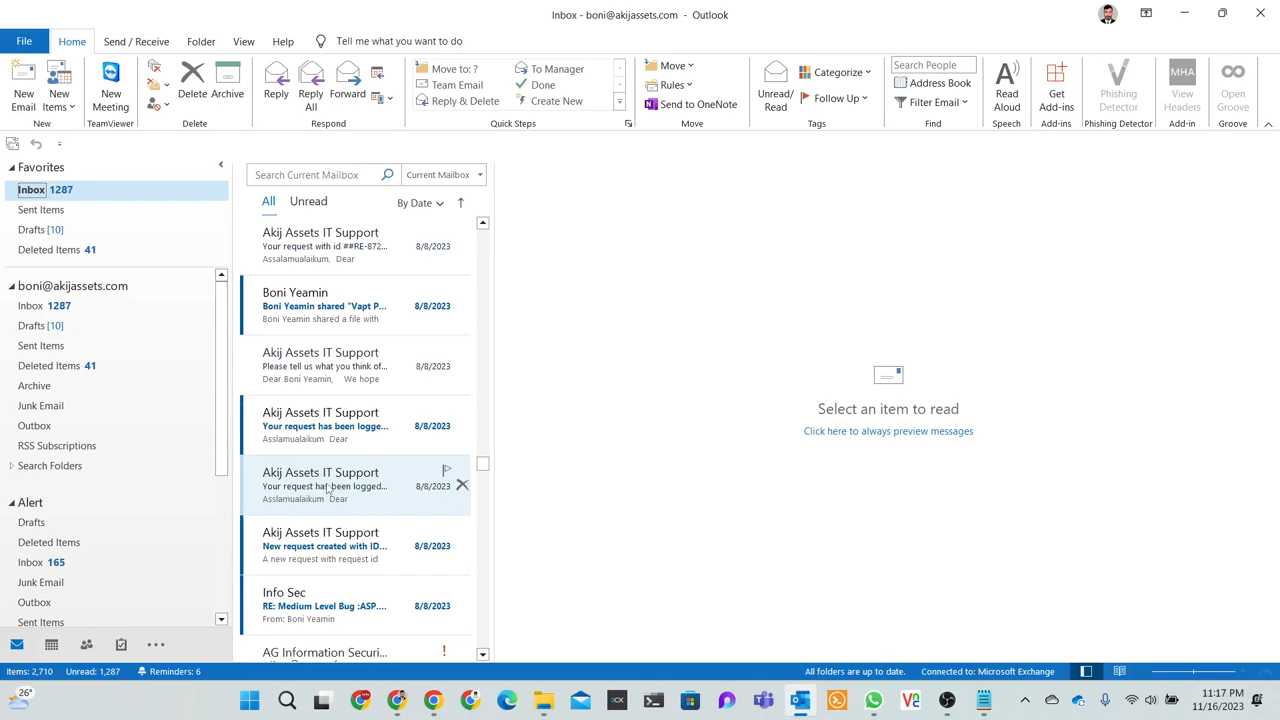 Inbox - boni@akijassets.com - Outlook
File
Home
Send / Receive
Folder
View
Help
Tell me what you want to do
New Email
New Items
New
New Meeting
TeamViewer
Delete
Archive
Delete
Reply
Reply All
Forward
Respond
Move to: ?
To Manager
Team Email
Done
Reply & Delete
Create New
Quick Steps
Move
Rules
Send to OneNote
Move
Unread/ Read
Categorize
Follow Up
Tags
Search People
Address Book
Filter Email
Find
Read Aloud
Speech
Get Add-ins
Add-ins
Phishing Detector
Phishing Detector
MHA
View Headers
Add-in
Open Groove
Groove
Favorites
Inbox 1287
Sent Items
Drafts [10]
Deleted Items 41
boni@akijassets.com
Inbox 1287
Drafts [10]
Sent Items
Deleted Items 41
Archive
Junk Email
Outbox
RSS Subscriptions
Search Folders
Alert
Drafts
Deleted Items
Inbox 165
Junk Email
Outbox
Sent Items
Search Current Mailbox
Current Mailbox
All
Unread
By Date
Akij Assets IT Support
Your request with id ##RE-872... 8/8/2023
Assalamualaikum, Dear
Boni Yeamin
Boni Yeamin shared "Vapt P... 8/8/2023
Boni Yeamin shared a file with
Akij Assets IT Support
Please tell us what you think of... 8/8/2023
Dear Boni Yeamin, We hope
Akij Assets IT Support
Your request has been logge... 8/8/2023
Asslamualaikum Dear
Akij Assets IT Support
Your request has been logged... 8/8/2023
Asslamualaikum Dear
Akij Assets IT Support
New request created with ID... 8/8/2023
A new request with request id
Info Sec
RE: Medium Level Bug :ASP.... 8/8/2023
From: Boni Yeamin
AG Information Securi... !
Select an item to read
Click here to always preview messages
Items: 2,710
Unread: 1,287
Reminders: 6
All folders are up to date.
Connected to: Microsoft Exchange
26°
11:17 PM
11/16/2023